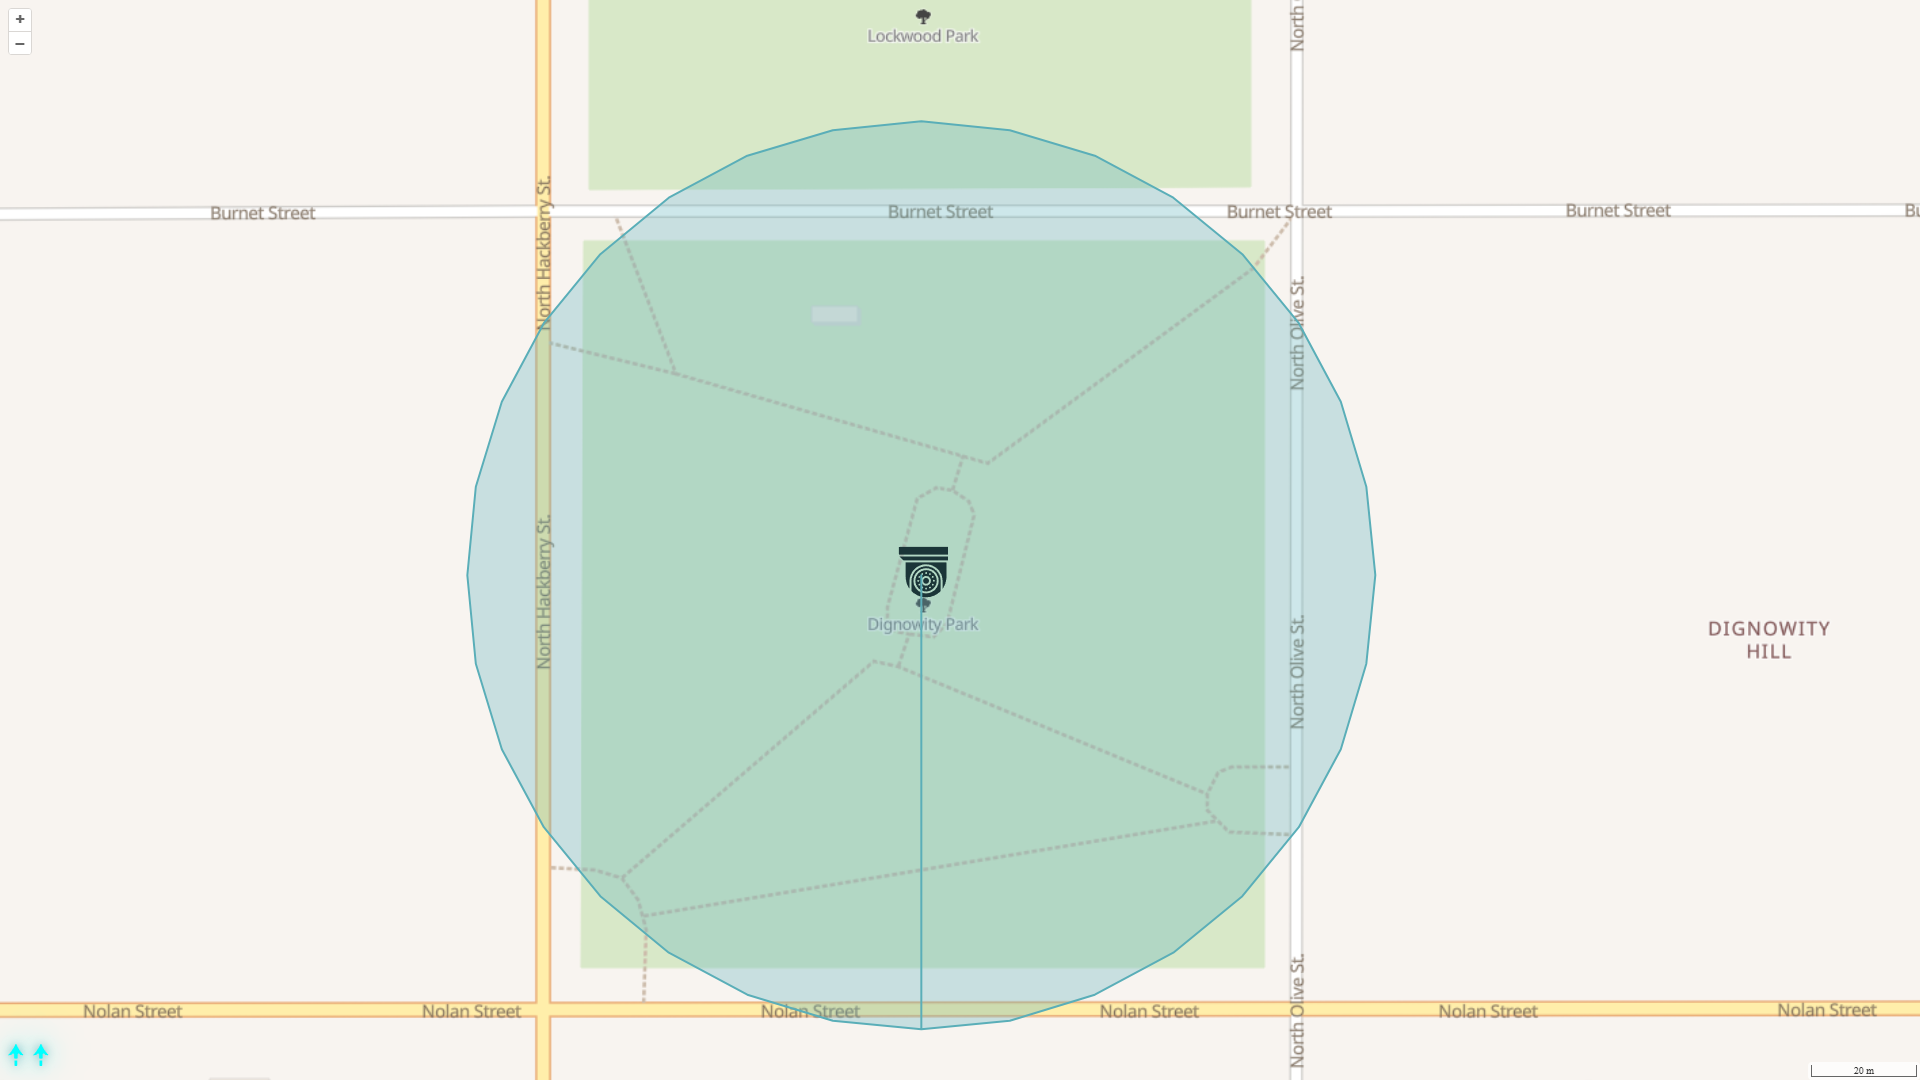 +
–
Lockwood Park
North
North Hackberry St.
Burnet Street
Burnet Street
Burnet Street
Burnet Street
Bu
North Olive St.
North Hackberry St.
Dignowity Park
North Olive St.
DIGNOWITY
HILL
Nolan Street
Nolan Street
Nolan Street
Nolan Street
Nolan Street
Nolan Street
North Olive St.
20 m